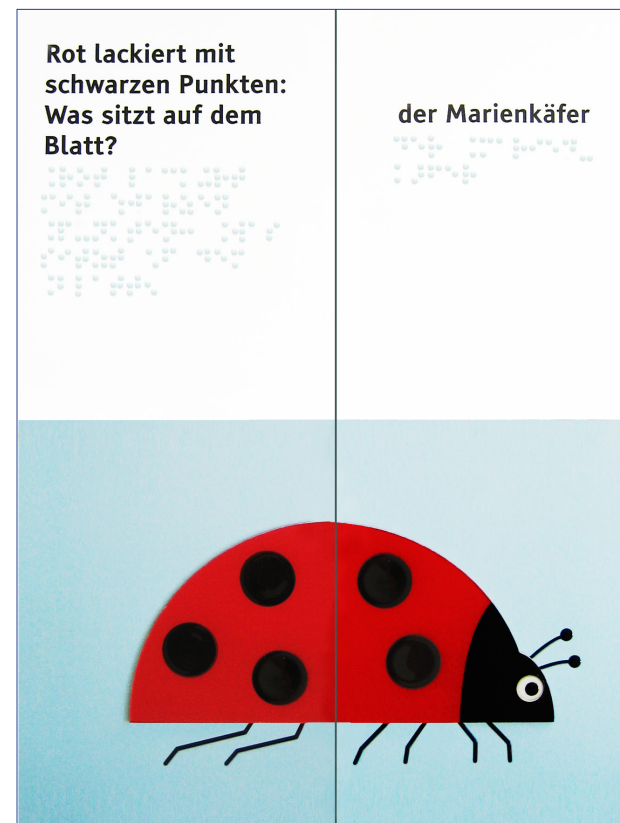 Rot lackiert mit
schwarzen Punkten:
Was sitzt auf dem
Blatt?
der Marienkäfer